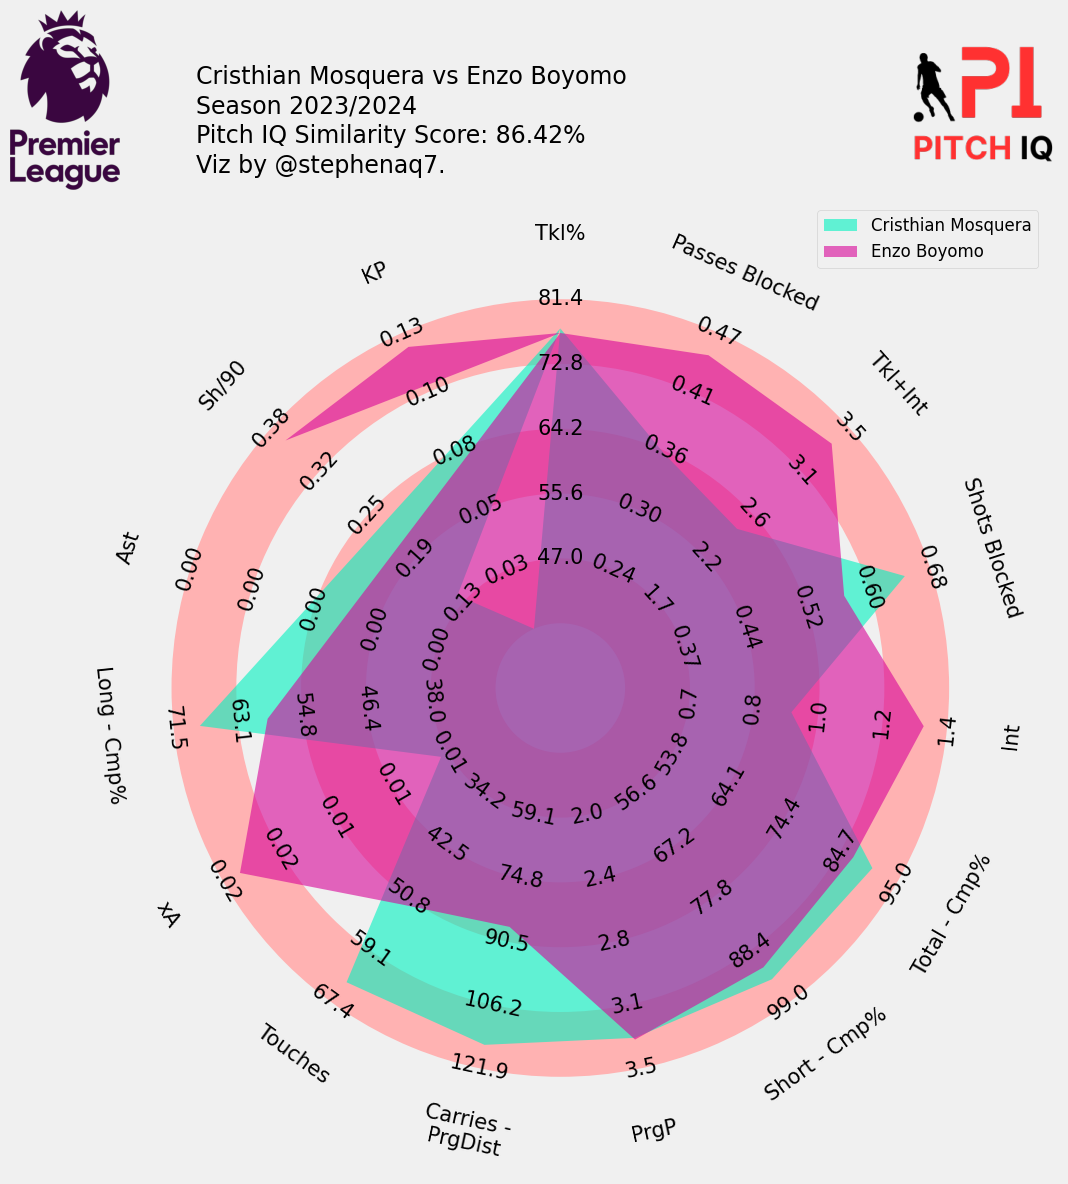 Premier
League
Cristhian Mosquera vs Enzo Boyomo
Season 2023/2024
Pitch IQ Similarity Score: 86.42%
Viz by @stephenaq7.
PI
PITCH IQ
Cristhian Mosquera
Enzo Boyomo
Tkl%
81.4
72.8
64.2
55.6
47.0
Passes Blocked
0.47
0.41
0.36
0.30
0.24
Tkl+Int
3.5
3.1
2.6
2.2
1.7
Shots Blocked
0.68
0.60
0.52
0.44
0.37
Int
1.4
1.2
1.0
0.8
0.7
Total - Cmp%
95.0
84.7
74.4
64.1
53.8
Short - Cmp%
99.0
88.4
77.8
67.2
56.6
PrgP
3.5
3.1
2.8
2.4
2.0
Carries -
PrgDist
121.9
106.2
90.5
74.8
59.1
Touches
67.4
59.1
50.8
42.5
34.2
xA
0.02
0.02
0.01
0.01
0.01
Long - Cmp%
71.5
63.1
54.8
46.4
38.0
Ast
0.00
0.00
0.00
0.00
0.00
Sh/90
0.38
0.32
0.25
0.19
0.13
KP
0.13
0.10
0.08
0.05
0.03